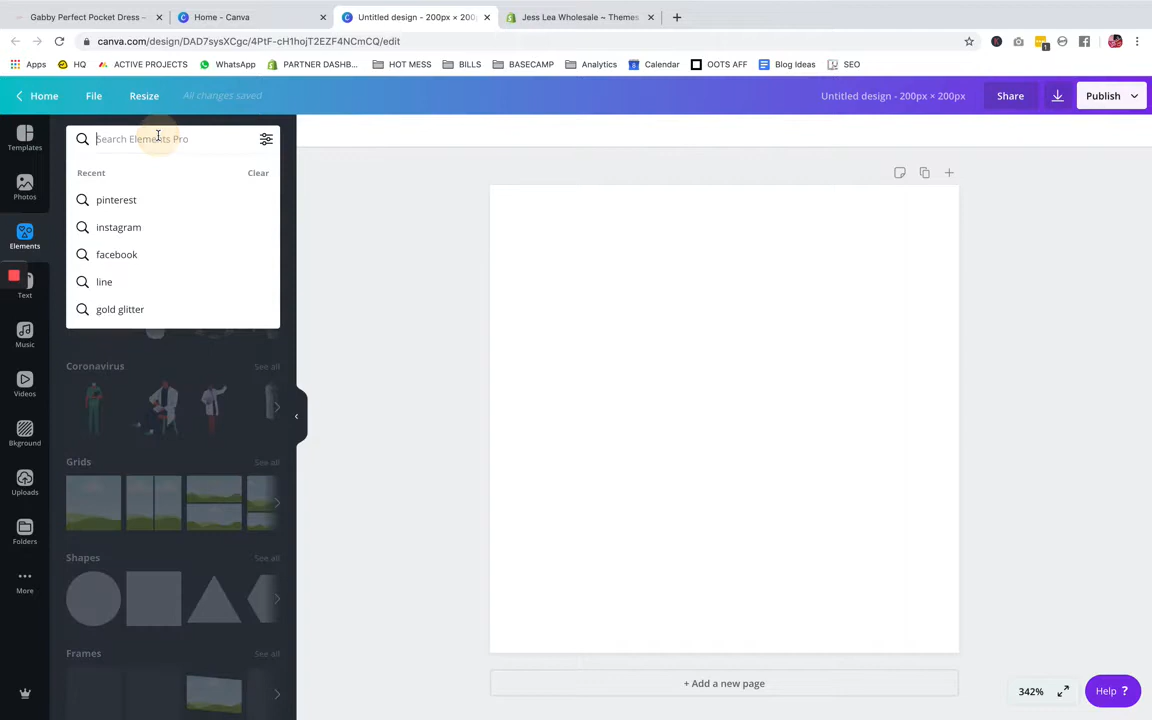 Gabby Perfect Pocket Dress –
Home - Canva
Untitled design - 200px × 200
Jess Lea Wholesale ~ Themes
canva.com/design/DAD7sysXCgc/4PtF-cH1hojT2EZF4NCmCQ/edit
Apps
HQ
ACTIVE PROJECTS
WhatsApp
PARTNER DASHB...
HOT MESS
BILLS
BASECAMP
Analytics
Calendar
OOTS AFF
Blog Ideas
SEO
Home
File
Resize
All changes saved
Untitled design - 200px × 200px
Share
Publish
Templates
Photos
Elements
Text
Music
Videos
Bkground
Uploads
Folders
More
Search Elements Pro
Recent
Clear
pinterest
instagram
facebook
line
gold glitter
Coronavirus
See all
Grids
See all
Shapes
See all
Frames
See all
+ Add a new page
342%
Help ?